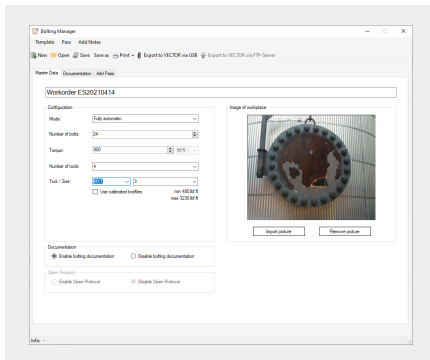 Bolting Manager
Template Pass Add Notes
New Open Save Save as Print Export to VECTOR via USB Export to VECTOR via FTP-Server
Master Data Documentation Add Pass
Workorder ES20210414
Configuration
Mode: Fully automatic
Number of bolts: 24
Torque: 800 lbf.ft
Number of tools: 4
Tool / Size: 3
Use calibrated toolfiles min 480 lbf.ft
max 3230 lbf.ft
Image of workplace
Import picture Remove picture
Documentation
Enable bolting documentation Disable bolting documentation
Open Protocol
Enable Open Protocol Disable Open Protocol
Info: -